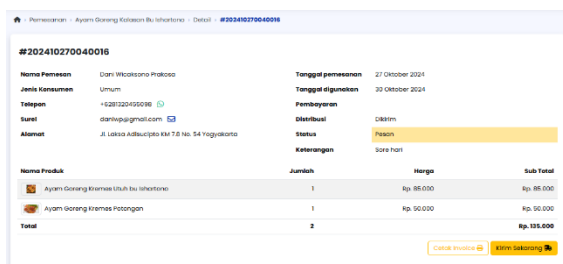 Pemesanan - Ayam Goreng Kalasan Bu Ishartono - Detail - #202410270040016
#202410270040016
Nama Pemesan Dani Wicaksono Prakosa
Jenis Konsumen Umum
Telepon +6281320455098
Surel daniwp@gmail.com
Alamat Jl. Laksa Adisucipto KM 7.8 No. 54 Yogyakarta
Tanggal pemesanan 27 Oktober 2024
Tanggal digunakan 30 Oktober 2024
Pembayaran
Distribusi Dikirim
Status Pesan
Keterangan Sore hari
Nama Produk Jumlah Harga Sub Total
Ayam Goreng Kremes Utuh bu Ishartono 1 Rp. 85.000 Rp. 85.000
Ayam Goreng Kremes Potongan 1 Rp. 50.000 Rp. 50.000
Total 2 Rp. 135.000
Cetak Invoice Kirim Sekarang